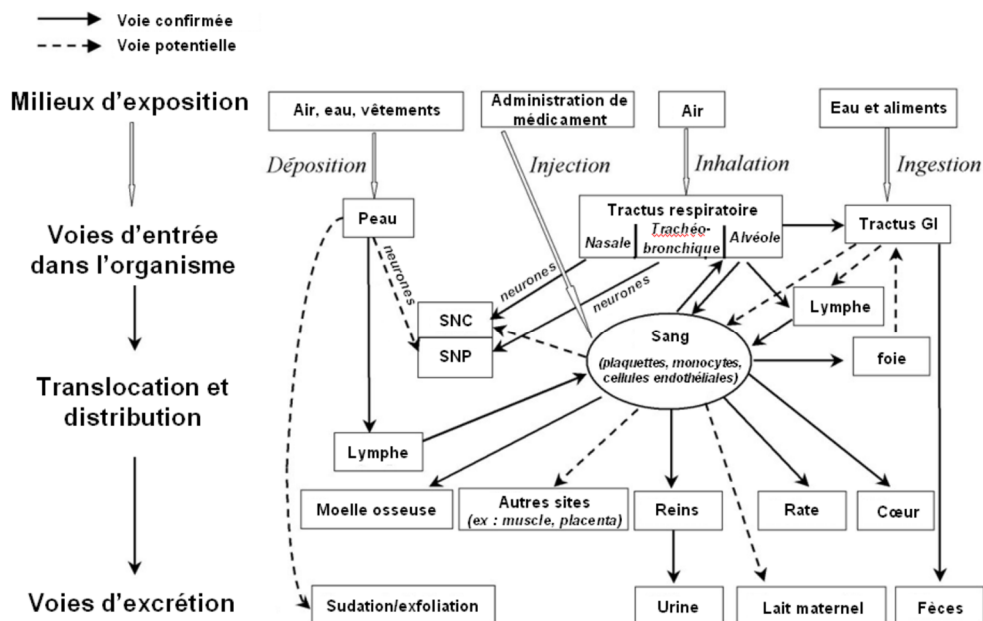 Voie confirmée
Voie potentielle
Milieux d'exposition
Air, eau, vêtements
Administration de
médicament
Air
Eau et aliments
Déposition
Injection
Inhalation
Ingestion
Voies d'entrée
dans l'organisme
Peau
Tractus respiratoire
Nasale
Trachéo-
bronchique
Alvéole
Tractus GI
neurones
neurones
neurones
SNC
SNP
Lymphe
Sang
(plaquettes, monocytes,
cellules endothéliales)
foie
Translocation et
distribution
Lymphe
Moelle osseuse
Autres sites
(ex : muscle, placenta)
Reins
Rate
Cœur
Voies d'excrétion
Sudation/exfoliation
Urine
Lait maternel
Fèces